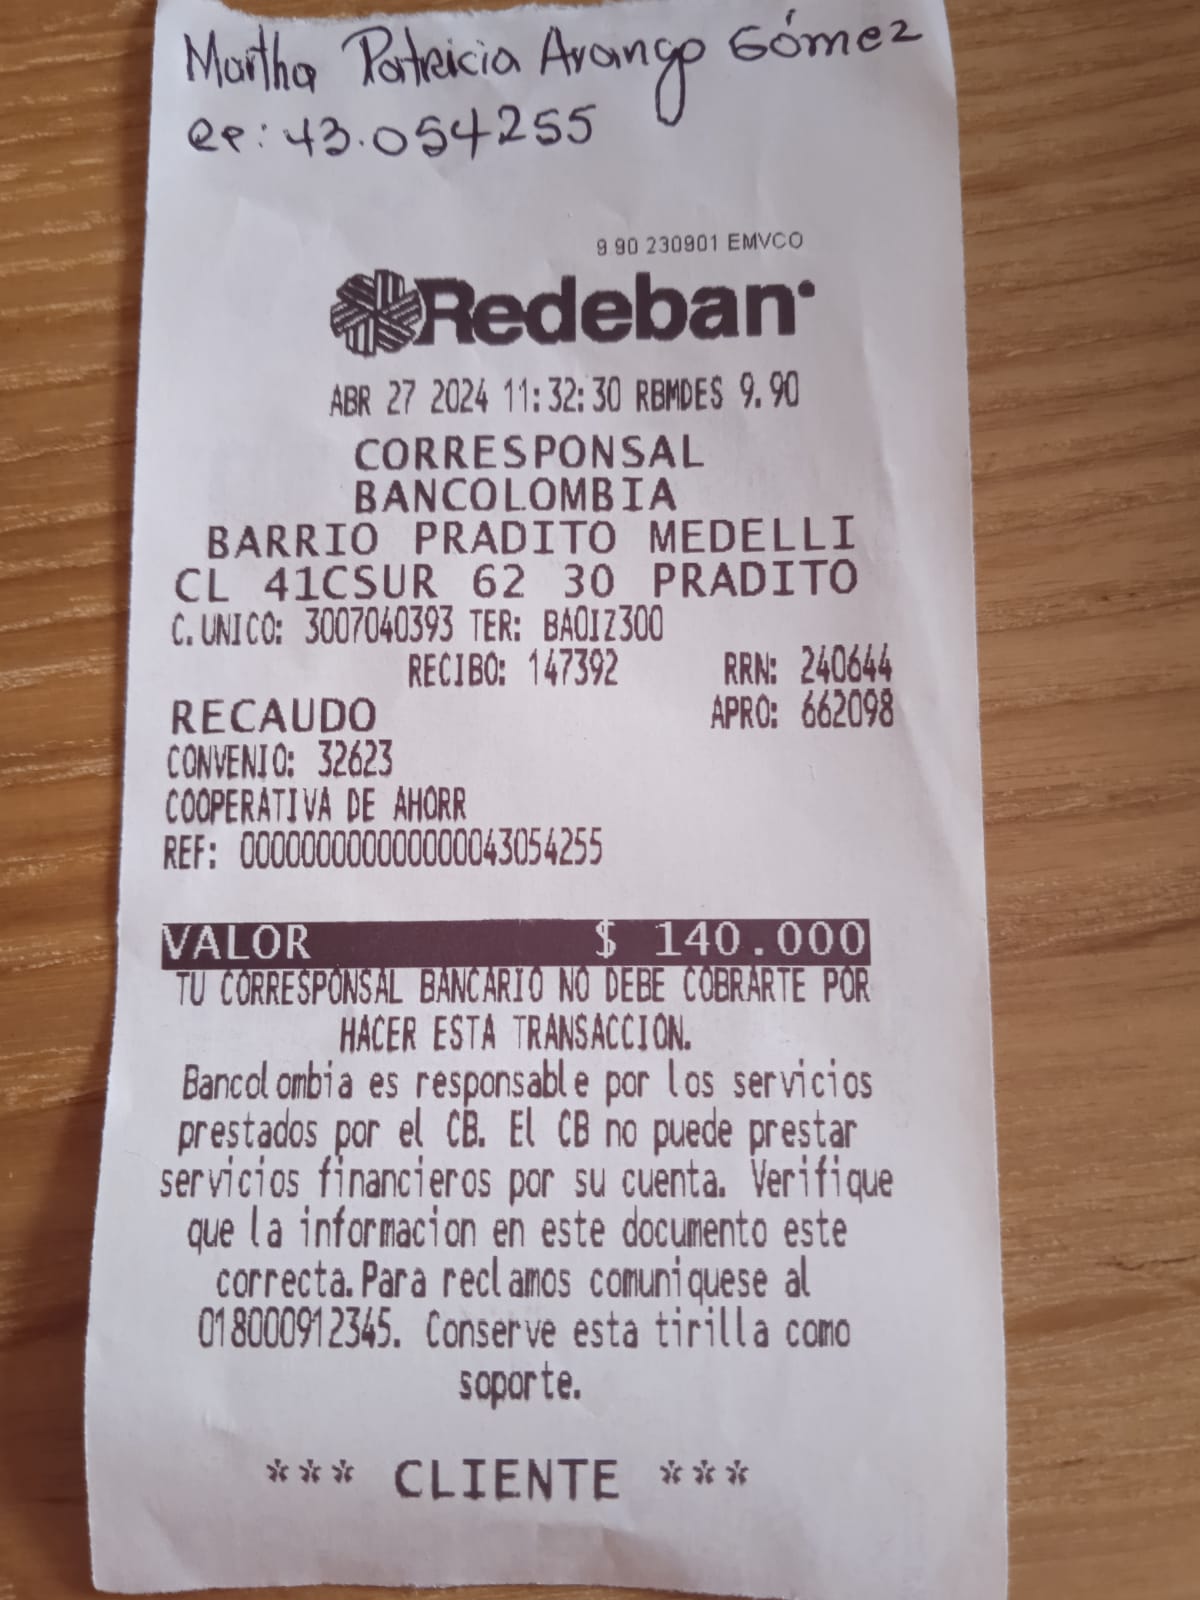 Martha Patricia Arango Gómez
cc: 43.054255
9.90 230901 EMVCO
Redeban
ABR 27 2024 11:32:30 RBMDES 9.90
CORRESPONSAL
BANCOLOMBIA
BARRIO PRADITO MEDELLI
CL 41CSUR 62 30 PRADITO
C.UNICO: 3007040393 TER: BAOIZ300
RECIBO: 147392 RRN: 240644
RECAUDO APRO: 662098
CONVENIO: 32623
COOPERATIVA DE AHORR
REF: 000000000000000043054255
VALOR $ 140.000
TU CORRESPONSAL BANCARIO NO DEBE COBRARTE POR
HACER ESTA TRANSACCION.
Bancolombia es responsable por los servicios
prestados por el CB. El CB no puede prestar
servicios financieros por su cuenta. Verifique
que la informacion en este documento este
correcta. Para reclamos comuniquese al
018000912345. Conserve esta tirilla como
soporte.
*** CLIENTE ***